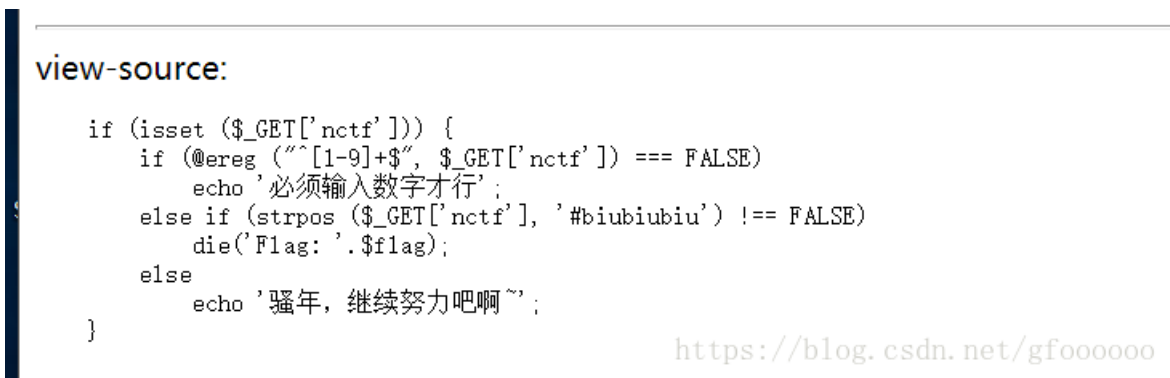 view-source:
if (isset ($_GET['nctf'])) {
if (@ereg ("^[1-9]+$", $_GET['nctf']) === FALSE)
echo '必须输入数字才行';
else if (strpos ($_GET['nctf'], '#biubiubiu') !== FALSE)
die('Flag: '.$flag);
else
echo '骚年，继续努力吧啊~';
}
https://blog.csdn.net/gfoooooo